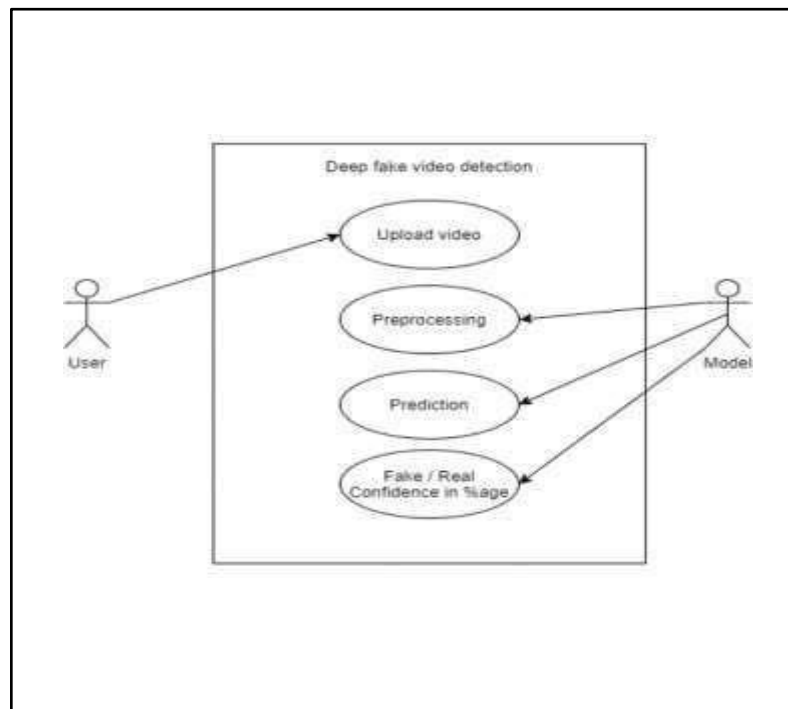 Deep fake video detection
Upload video
Preprocessing
Prediction
Fake / Real
Confidence in %age
User
Model